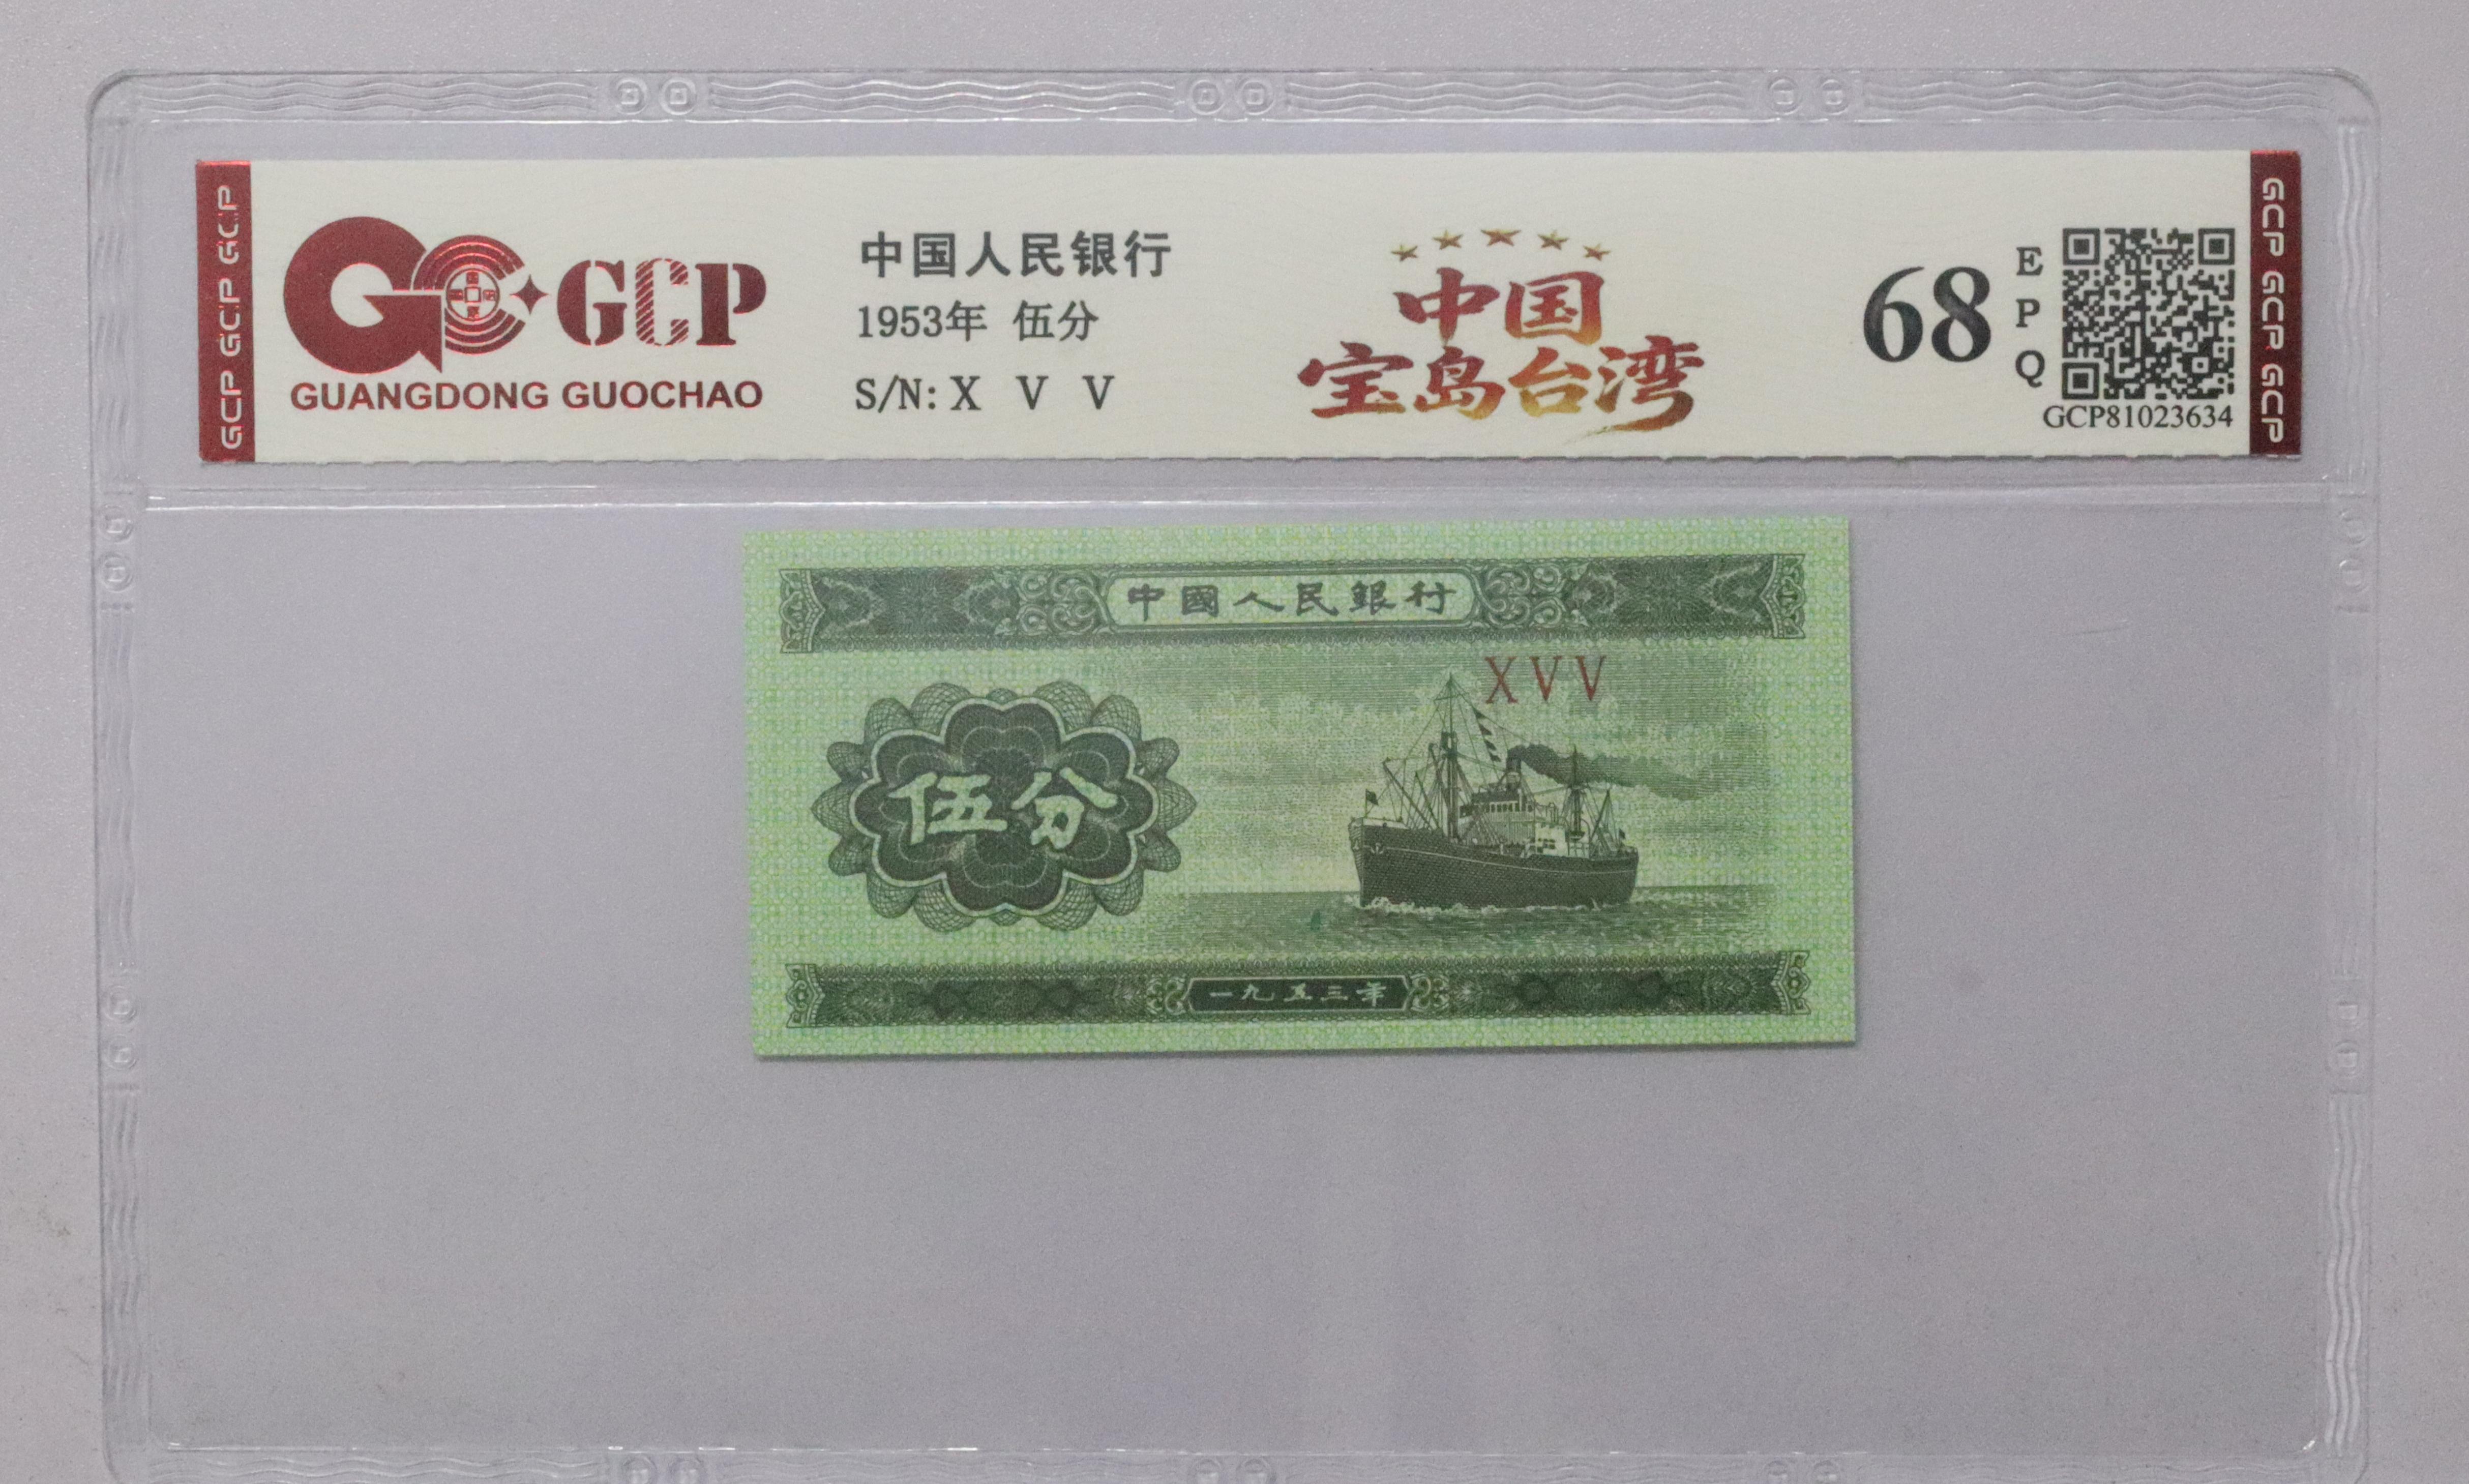 GCP GCP GCP
GCP
GUANGDONG GUOCHAO
中国人民银行
1953年 伍分
S/N: X V V
中国
宝岛台湾
68
E
P
Q
GCP81023634
GCP GCP GCP
中國人民銀行
XVV
伍分
一九五三年